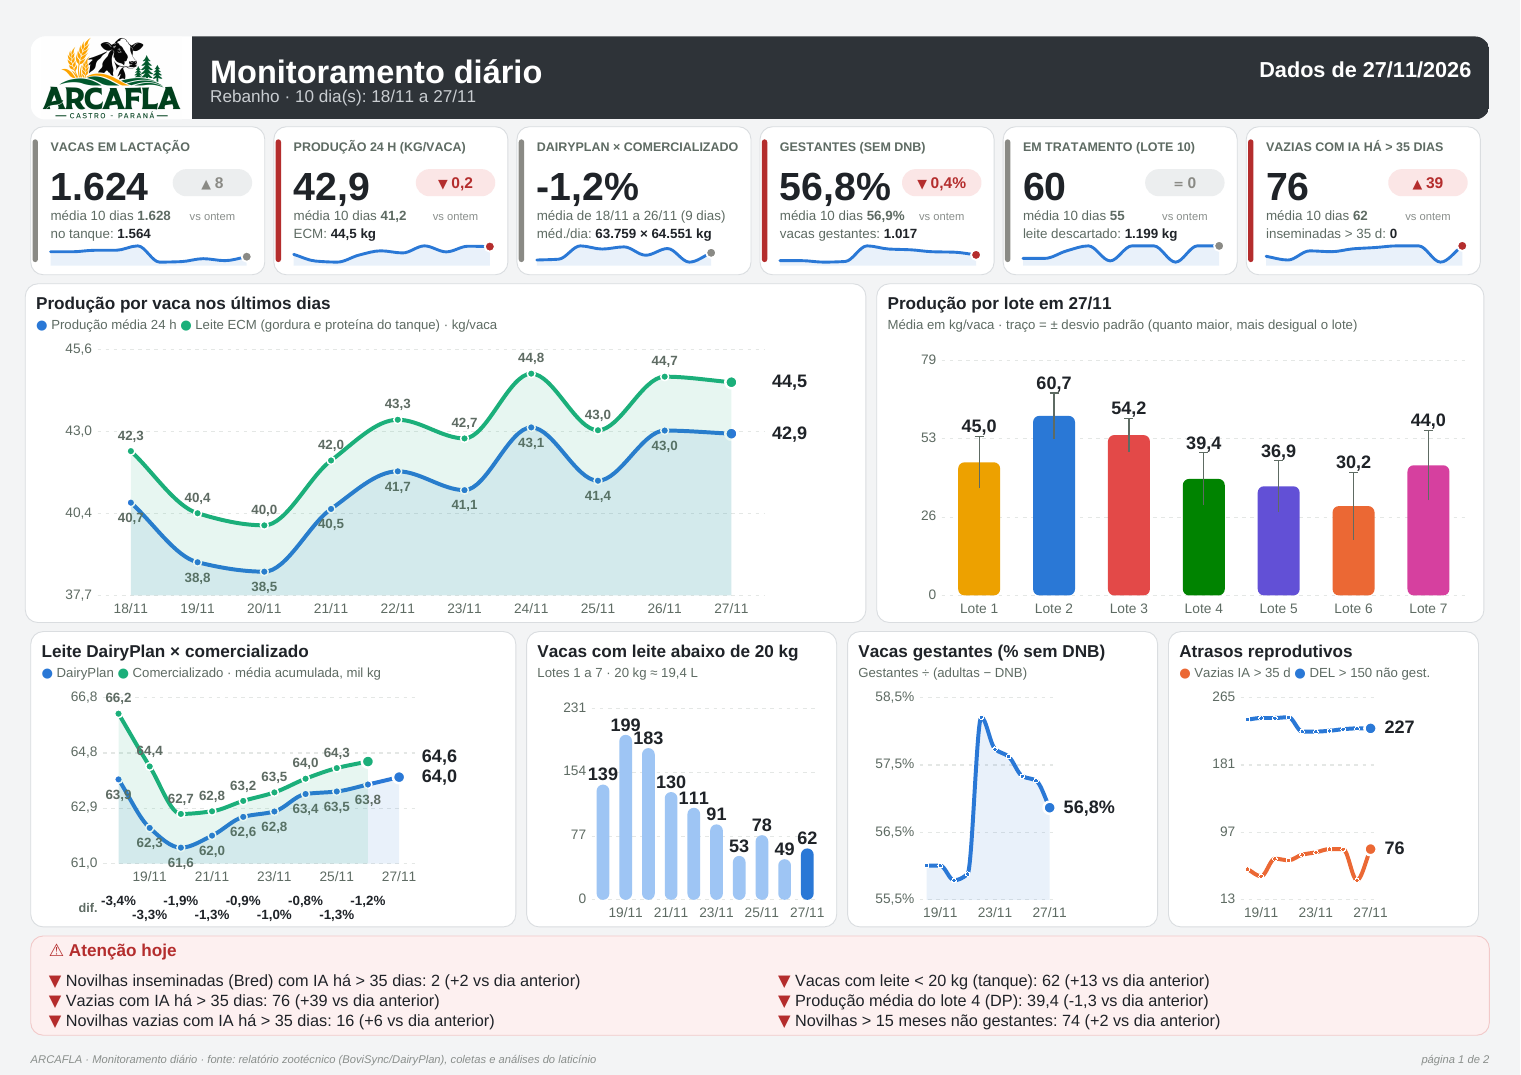 ARCAFLA
CASTRO - PARANÁ
Monitoramento diário
Rebanho · 10 dia(s): 18/11 a 27/11
Dados de 27/11/2026
VACAS EM LACTAÇÃO
1.624
▲ 8
média 10 dias 1.628
vs ontem
no tanque: 1.564
PRODUÇÃO 24 H (KG/VACA)
42,9
▼ 0,2
média 10 dias 41,2
vs ontem
ECM: 44,5 kg
DAIRYPLAN × COMERCIALIZADO
-1,2%
média de 18/11 a 26/11 (9 dias)
méd./dia: 63.759 × 64.551 kg
GESTANTES (SEM DNB)
56,8%
▼ 0,4%
média 10 dias 56,9%
vs ontem
vacas gestantes: 1.017
EM TRATAMENTO (LOTE 10)
60
= 0
média 10 dias 55
vs ontem
leite descartado: 1.199 kg
VAZIAS COM IA HÁ > 35 DIAS
76
▲ 39
média 10 dias 62
vs ontem
inseminadas > 35 d: 0
Produção por vaca nos últimos dias
Produção média 24 h Leite ECM (gordura e proteína do tanque) · kg/vaca
45,6
43,0
40,4
37,7
42,3
40,4
40,0
42,0
43,3
42,7
44,8
43,0
44,7
44,5
40,7
38,8
38,5
40,5
41,7
41,1
43,1
41,4
43,0
42,9
18/11 19/11 20/11 21/11 22/11 23/11 24/11 25/11 26/11 27/11
Produção por lote em 27/11
Média em kg/vaca · traço = ± desvio padrão (quanto maior, mais desigual o lote)
79
53
26
0
45,0
60,7
54,2
39,4
36,9
30,2
44,0
Lote 1 Lote 2 Lote 3 Lote 4 Lote 5 Lote 6 Lote 7
Leite DairyPlan × comercializado
DairyPlan Comercializado · média acumulada, mil kg
66,8
64,8
62,9
61,0
66,2
64,4
62,7
62,8
63,2
63,5
64,0
64,3
64,6
63,9
62,3
61,6
62,0
62,6
62,8
63,4
63,5
63,8
64,0
19/11 21/11 23/11 25/11 27/11
dif.
-3,4% -1,9% -0,9% -0,8% -1,2%
-3,3% -1,3% -1,0% -1,3%
Vacas com leite abaixo de 20 kg
Lotes 1 a 7 · 20 kg ≈ 19,4 L
231
154
77
0
139
199
183
130
111
91
53
78
49
62
19/11 21/11 23/11 25/11 27/11
Vacas gestantes (% sem DNB)
Gestantes ÷ (adultas − DNB)
58,5%
57,5%
56,5%
55,5%
56,8%
19/11 23/11 27/11
Atrasos reprodutivos
Vazias IA > 35 d DEL > 150 não gest.
265
181
97
13
227
76
19/11 23/11 27/11
⚠ Atenção hoje
▼ Novilhas inseminadas (Bred) com IA há > 35 dias: 2 (+2 vs dia anterior)
▼ Vazias com IA há > 35 dias: 76 (+39 vs dia anterior)
▼ Novilhas vazias com IA há > 35 dias: 16 (+6 vs dia anterior)
▼ Vacas com leite < 20 kg (tanque): 62 (+13 vs dia anterior)
▼ Produção média do lote 4 (DP): 39,4 (-1,3 vs dia anterior)
▼ Novilhas > 15 meses não gestantes: 74 (+2 vs dia anterior)
ARCAFLA · Monitoramento diário · fonte: relatório zootécnico (BoviSync/DairyPlan), coletas e análises do laticínio
página 1 de 2